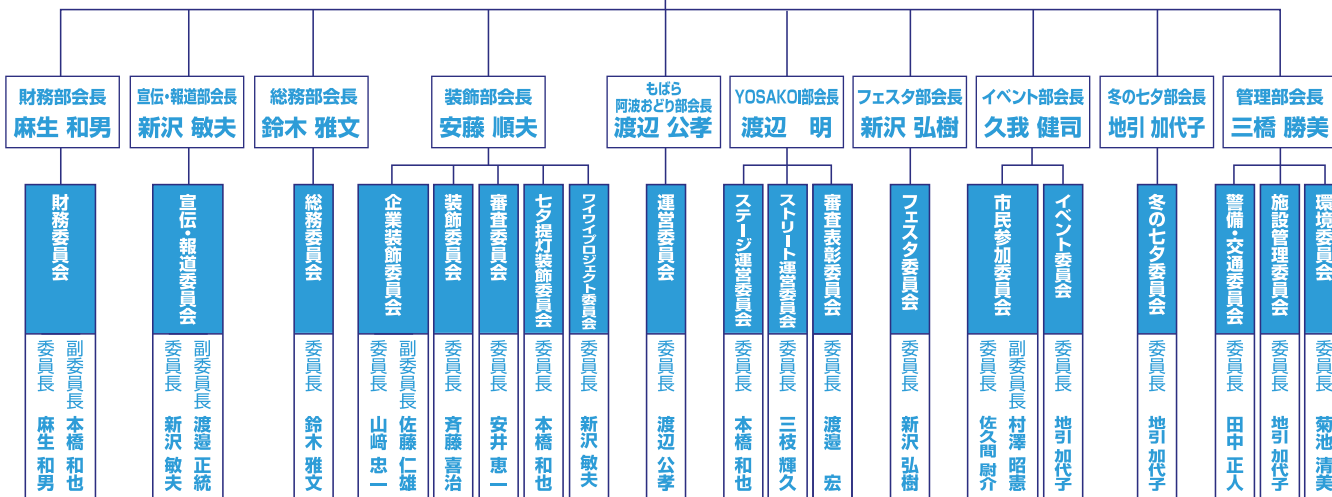 財務部会長
麻生 和男
宣伝・報道部会長
新沢 敏夫
総務部会長
鈴木 雅文
装飾部会長
安藤 順夫
もばら
阿波おどり部会長
渡辺 公孝
YOSAKOI部会長
渡辺 明
フェスタ部会長
新沢 弘樹
イベント部会長
久我 健司
冬の七夕部会長
地引 加代子
管理部会長
三橋 勝美
財務委員会
副委員長 本橋 和也
委員長 麻生 和男
宣伝・報道委員会
副委員長 渡邉 正統
委員長 新沢 敏夫
総務委員会
委員長 鈴木 雅文
企業装飾委員会
副委員長 佐藤 仁雄
委員長 山﨑 忠一
装飾委員会
委員長 斉藤 喜治
審査委員会
委員長 安井 恵一
七夕提灯装飾委員会
委員長 本橋 和也
ワイワイプロジェクト委員会
委員長 新沢 敏夫
運営委員会
委員長 渡辺 公孝
ステージ運営委員会
委員長 本橋 和也
ストリート運営委員会
委員長 三枝 輝久
審査表彰委員会
委員長 渡邉 宏
フェスタ委員会
委員長 新沢 弘樹
市民参加委員会
副委員長 村澤 昭憲
委員長 佐久間 尉介
イベント委員会
委員長 地引 加代子
冬の七夕委員会
委員長 地引 加代子
警備・交通委員会
委員長 田中 正人
施設管理委員会
委員長 地引 加代子
環境委員会
委員長 菊池 清美